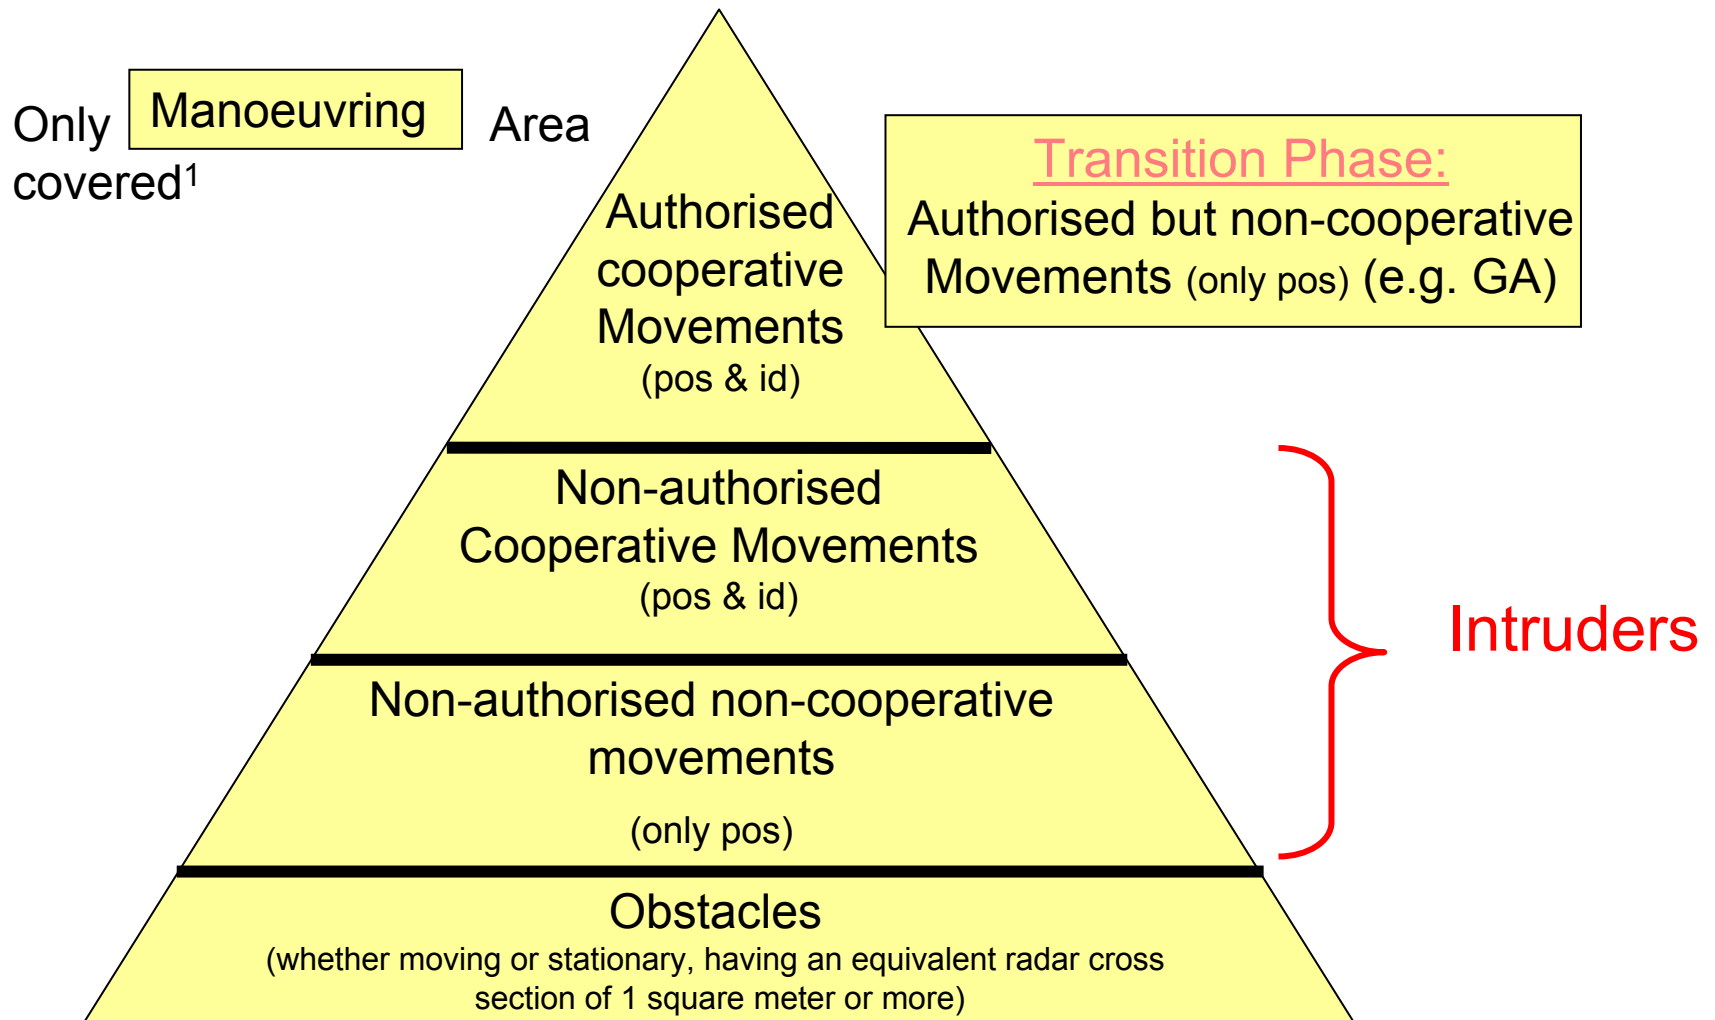 Only Manoeuvring Area
covered¹
Transition Phase:
Authorised but non-cooperative
Movements (only pos) (e.g. GA)
Authorised
cooperative
Movements
(pos & id)
Non-authorised
Cooperative Movements
(pos & id)
Intruders
Non-authorised non-cooperative
movements
(only pos)
Obstacles
(whether moving or stationary, having an equivalent radar cross
section of 1 square meter or more)